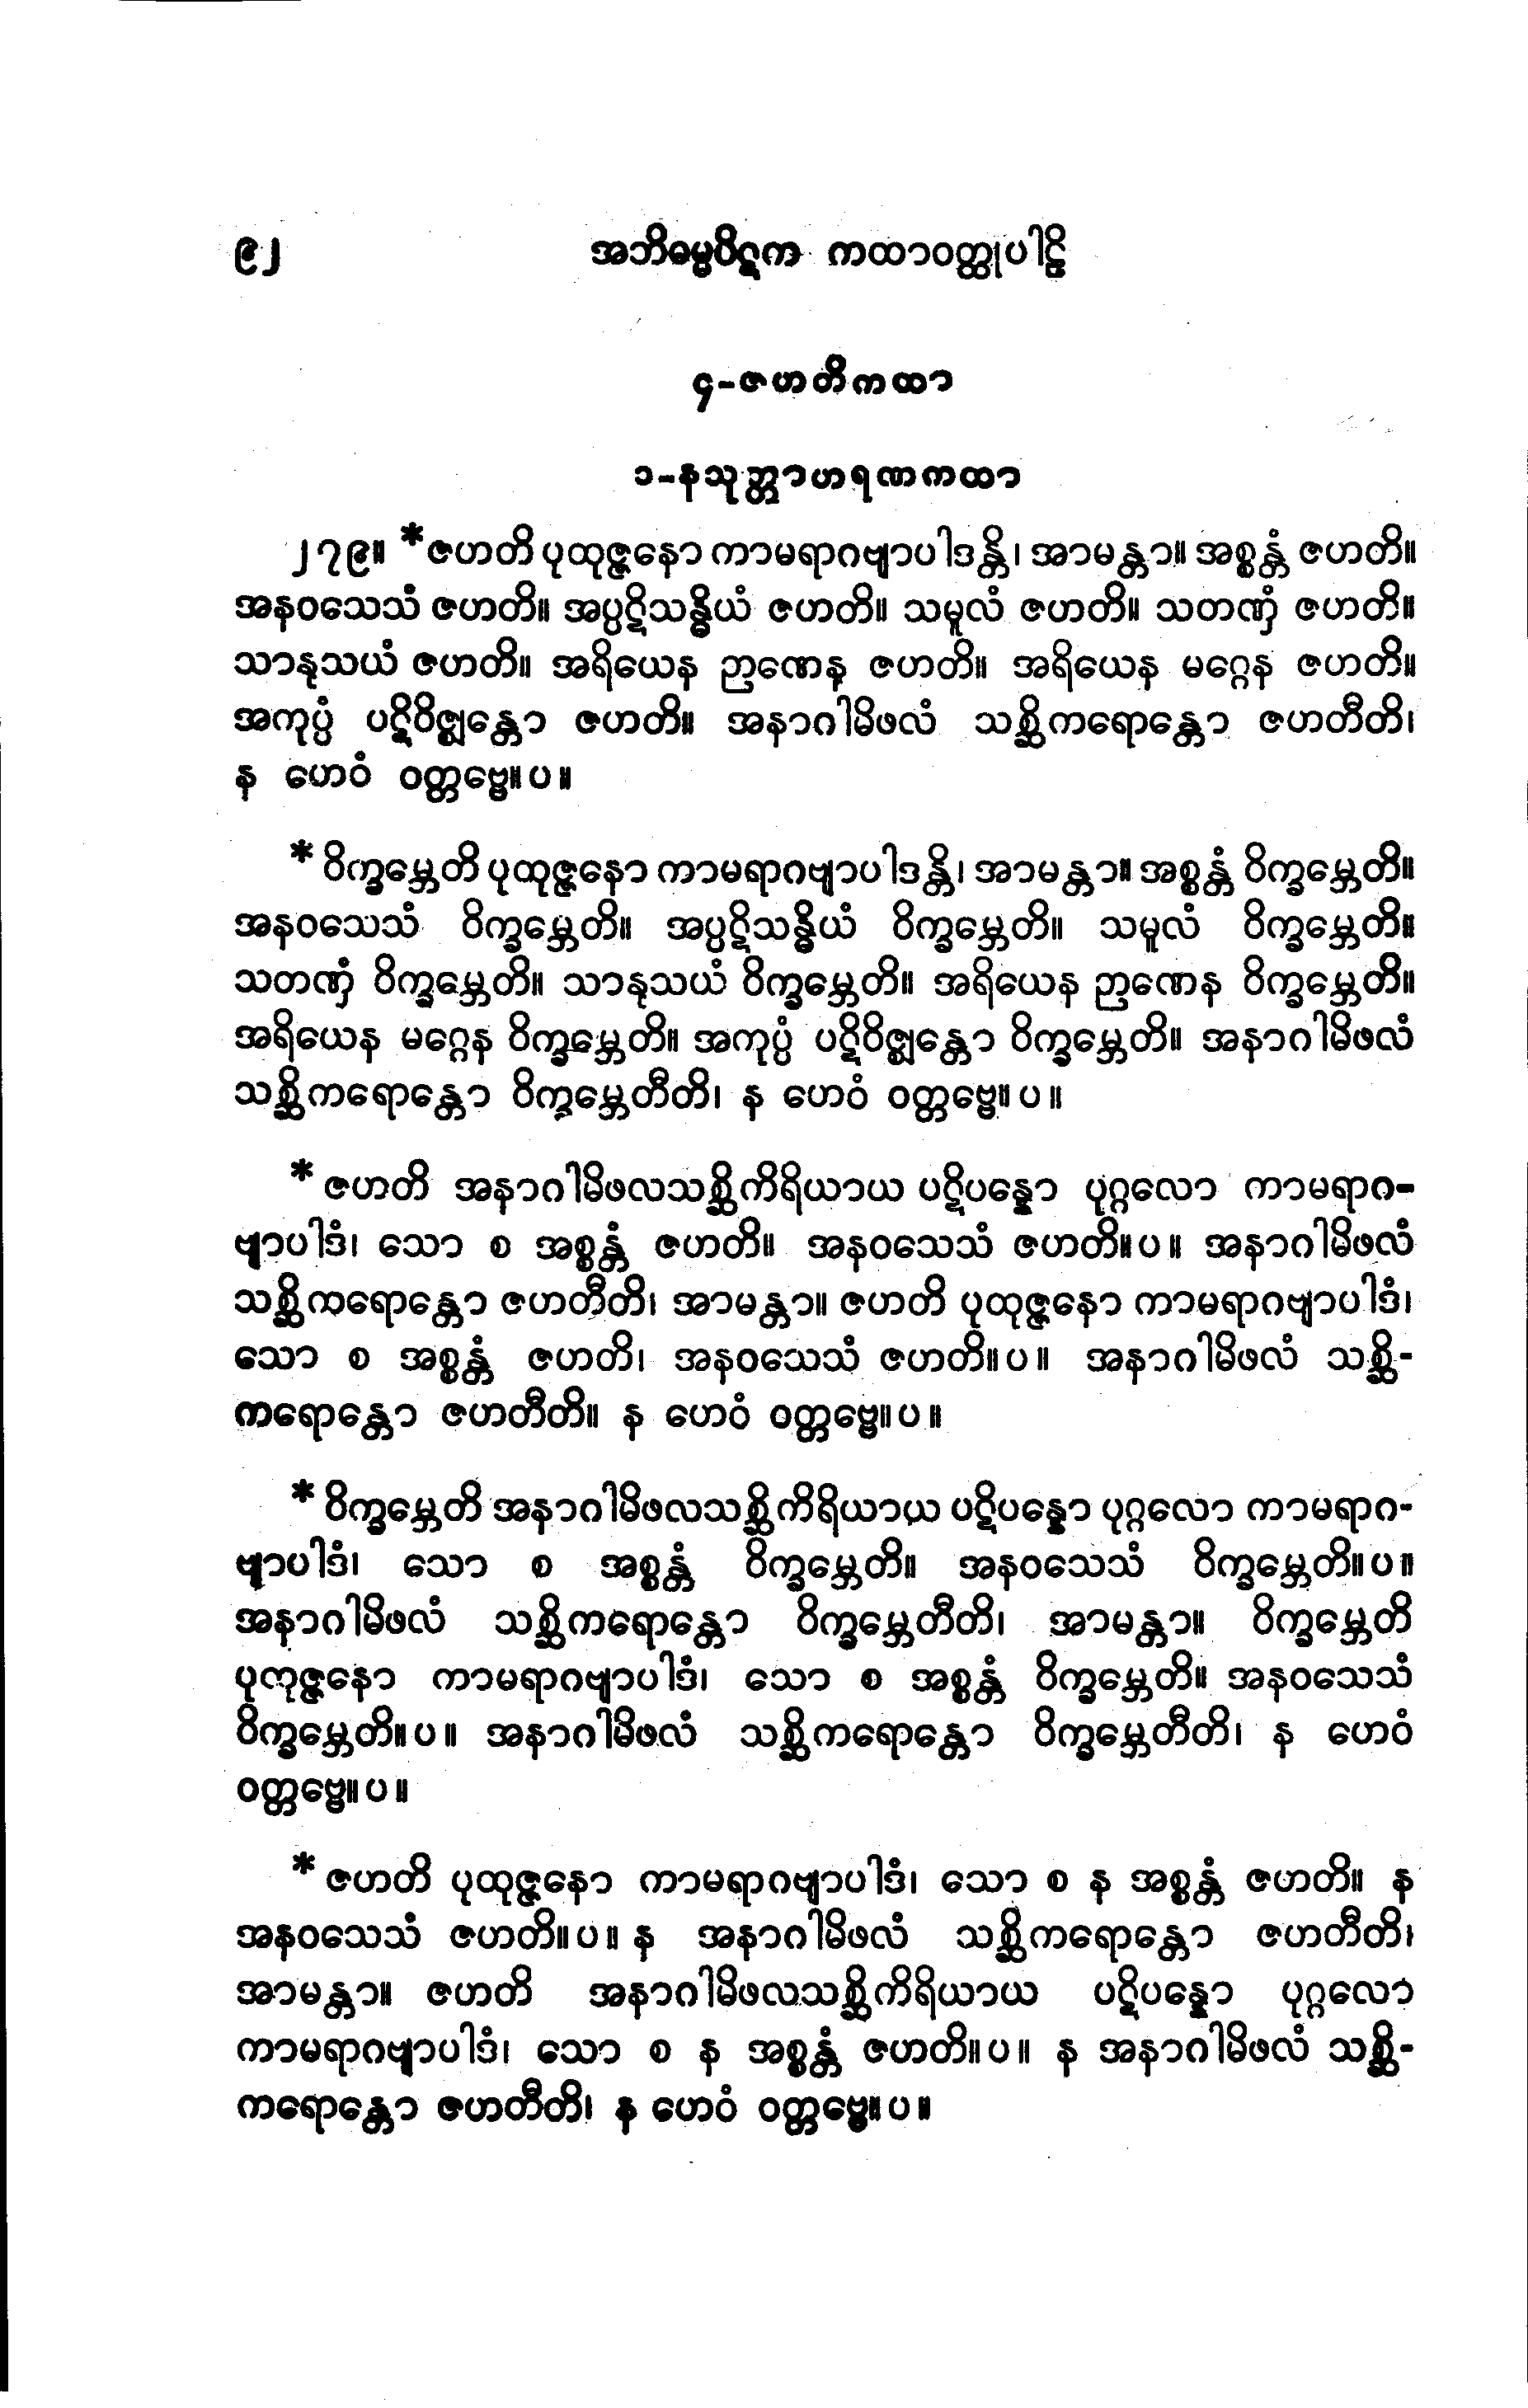 ၉၂ အဘိဓမ္မပိဋက ကထာဝတ္ထုပါဠိ
၄-ဇဟတိကထာ
၁-နသုတ္တာဟရဏကထာ
၂၇၉။ *ဇဟတိ ပုထုဇ္ဇနော ကာမရာဂဗျာပါဒန္တိ၊ အာမန္တာ။ အစ္စန္တံ ဇဟတိ။
အနဝသေသံ ဇဟတိ။ အပ္ပဋိသန္ဓိယံ ဇဟတိ။ သမူလံ ဇဟတိ။ သတဏှံ ဇဟတိ။
သာနုသယံ ဇဟတိ။ အရိယေန ဉာဏေန ဇဟတိ။ အရိယေန မဂ္ဂေန ဇဟတိ။
အကုပ္ပံ ပဋိဝိဇ္ဈန္တော ဇဟတိ။ အနာဂါမိဖလံ သစ္ဆိကရောန္တော ဇဟတီတိ၊
န ဟေဝံ ဝတ္တဗ္ဗေ။ပ။
*ဝိက္ခမ္ဘေတိ ပုထုဇ္ဇနော ကာမရာဂဗျာပါဒန္တိ၊ အာမန္တာ။ အစ္စန္တံ ဝိက္ခမ္ဘေတိ။
အနဝသေသံ ဝိက္ခမ္ဘေတိ။ အပ္ပဋိသန္ဓိယံ ဝိက္ခမ္ဘေတိ။ သမူလံ ဝိက္ခမ္ဘေတိ။
သတဏှံ ဝိက္ခမ္ဘေတိ။ သာနုသယံ ဝိက္ခမ္ဘေတိ။ အရိယေန ဉာဏေန ဝိက္ခမ္ဘေတိ။
အရိယေန မဂ္ဂေန ဝိက္ခမ္ဘေတိ။ အကုပ္ပံ ပဋိဝိဇ္ဈန္တော ဝိက္ခမ္ဘေတိ။ အနာဂါမိဖလံ
သစ္ဆိကရောန္တော ဝိက္ခမ္ဘေတီတိ၊ န ဟေဝံ ဝတ္တဗ္ဗေ။ပ။
*ဇဟတိ အနာဂါမိဖလသစ္ဆိကိရိယာယ ပဋိပန္နော ပုဂ္ဂလော ကာမရာဂ-
ဗျာပါဒံ၊ သော စ အစ္စန္တံ ဇဟတိ။ အနဝသေသံ ဇဟတိ။ပ။ အနာဂါမိဖလံ
သစ္ဆိကရောန္တော ဇဟတီတိ၊ အာမန္တာ။ ဇဟတိ ပုထုဇ္ဇနော ကာမရာဂဗျာပါဒံ၊
သော စ အစ္စန္တံ ဇဟတိ၊ အနဝသေသံ ဇဟတိ။ပ။ အနာဂါမိဖလံ သစ္ဆိ-
ကရောန္တော ဇဟတီတိ။ န ဟေဝံ ဝတ္တဗ္ဗေ။ပ။
*ဝိက္ခမ္ဘေတိ အနာဂါမိဖလသစ္ဆိကိရိယာယ ပဋိပန္နော ပုဂ္ဂလော ကာမရာဂ-
ဗျာပါဒံ၊ သော စ အစ္စန္တံ ဝိက္ခမ္ဘေတိ။ အနဝသေသံ ဝိက္ခမ္ဘေတိ။ပ။
အနာဂါမိဖလံ သစ္ဆိကရောန္တော ဝိက္ခမ္ဘေတီတိ၊ အာမန္တာ။ ဝိက္ခမ္ဘေတိ
ပုထုဇ္ဇနော ကာမရာဂဗျာပါဒံ၊ သော စ အစ္စန္တံ ဝိက္ခမ္ဘေတိ။ အနဝသေသံ
ဝိက္ခမ္ဘေတိ။ပ။ အနာဂါမိဖလံ သစ္ဆိကရောန္တော ဝိက္ခမ္ဘေတီတိ၊ န ဟေဝံ
ဝတ္တဗ္ဗေ။ပ။
*ဇဟတိ ပုထုဇ္ဇနော ကာမရာဂဗျာပါဒံ၊ သော စ န အစ္စန္တံ ဇဟတိ။ န
အနဝသေသံ ဇဟတိ။ပ။ န အနာဂါမိဖလံ သစ္ဆိကရောန္တော ဇဟတီတိ၊
အာမန္တာ။ ဇဟတိ အနာဂါမိဖလသစ္ဆိကိရိယာယ ပဋိပန္နော ပုဂ္ဂလော
ကာမရာဂဗျာပါဒံ၊ သော စ န အစ္စန္တံ ဇဟတိ။ပ။ န အနာဂါမိဖလံ သစ္ဆိ-
ကရောန္တော ဇဟတီတိ၊ န ဟေဝံ ဝတ္တဗ္ဗေ။ပ။